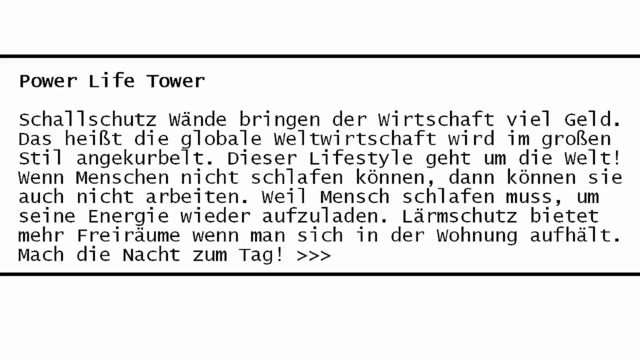 Power Life Tower
Schallschutz Wände bringen der Wirtschaft viel Geld.
Das heißt die globale Weltwirtschaft wird im großen
Stil angekurbelt. Dieser Lifestyle geht um die Welt!
Wenn Menschen nicht schlafen können, dann können sie
auch nicht arbeiten. Weil Mensch schlafen muss, um
seine Energie wieder aufzuladen. Lärmschutz bietet
mehr Freiräume wenn man sich in der Wohnung aufhält.
Mach die Nacht zum Tag! >>>